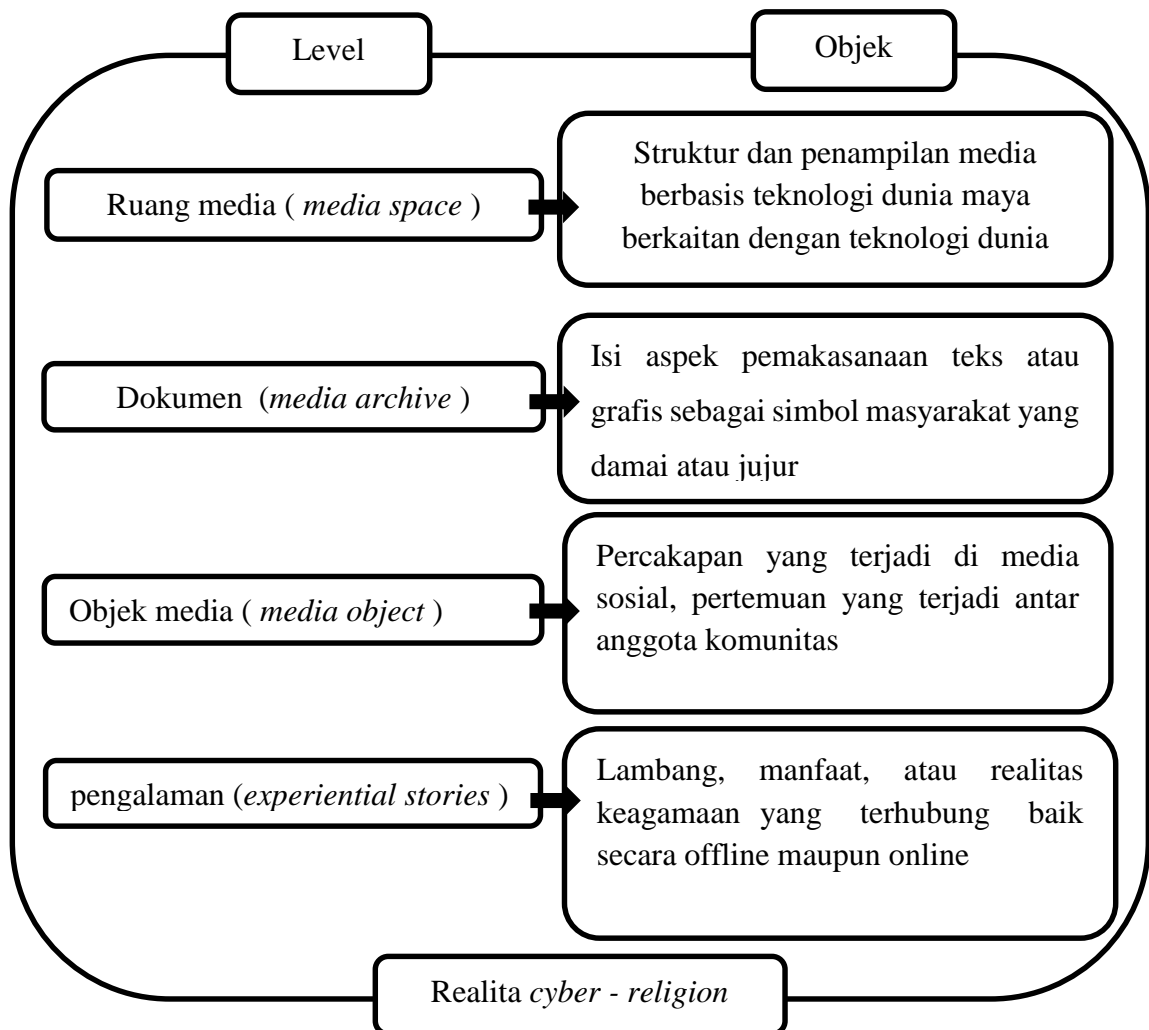 Level
Objek
Ruang media ( media space )
Struktur dan penampilan media
berbasis teknologi dunia maya
berkaitan dengan teknologi dunia
Dokumen (media archive )
Isi aspek pemakasanaan teks atau
grafis sebagai simbol masyarakat yang
damai atau jujur
Objek media ( media object )
Percakapan yang terjadi di media
sosial, pertemuan yang terjadi antar
anggota komunitas
pengalaman (experiential stories )
Lambang, manfaat, atau realitas
keagamaan yang terhubung baik
secara offline maupun online
Realita cyber - religion